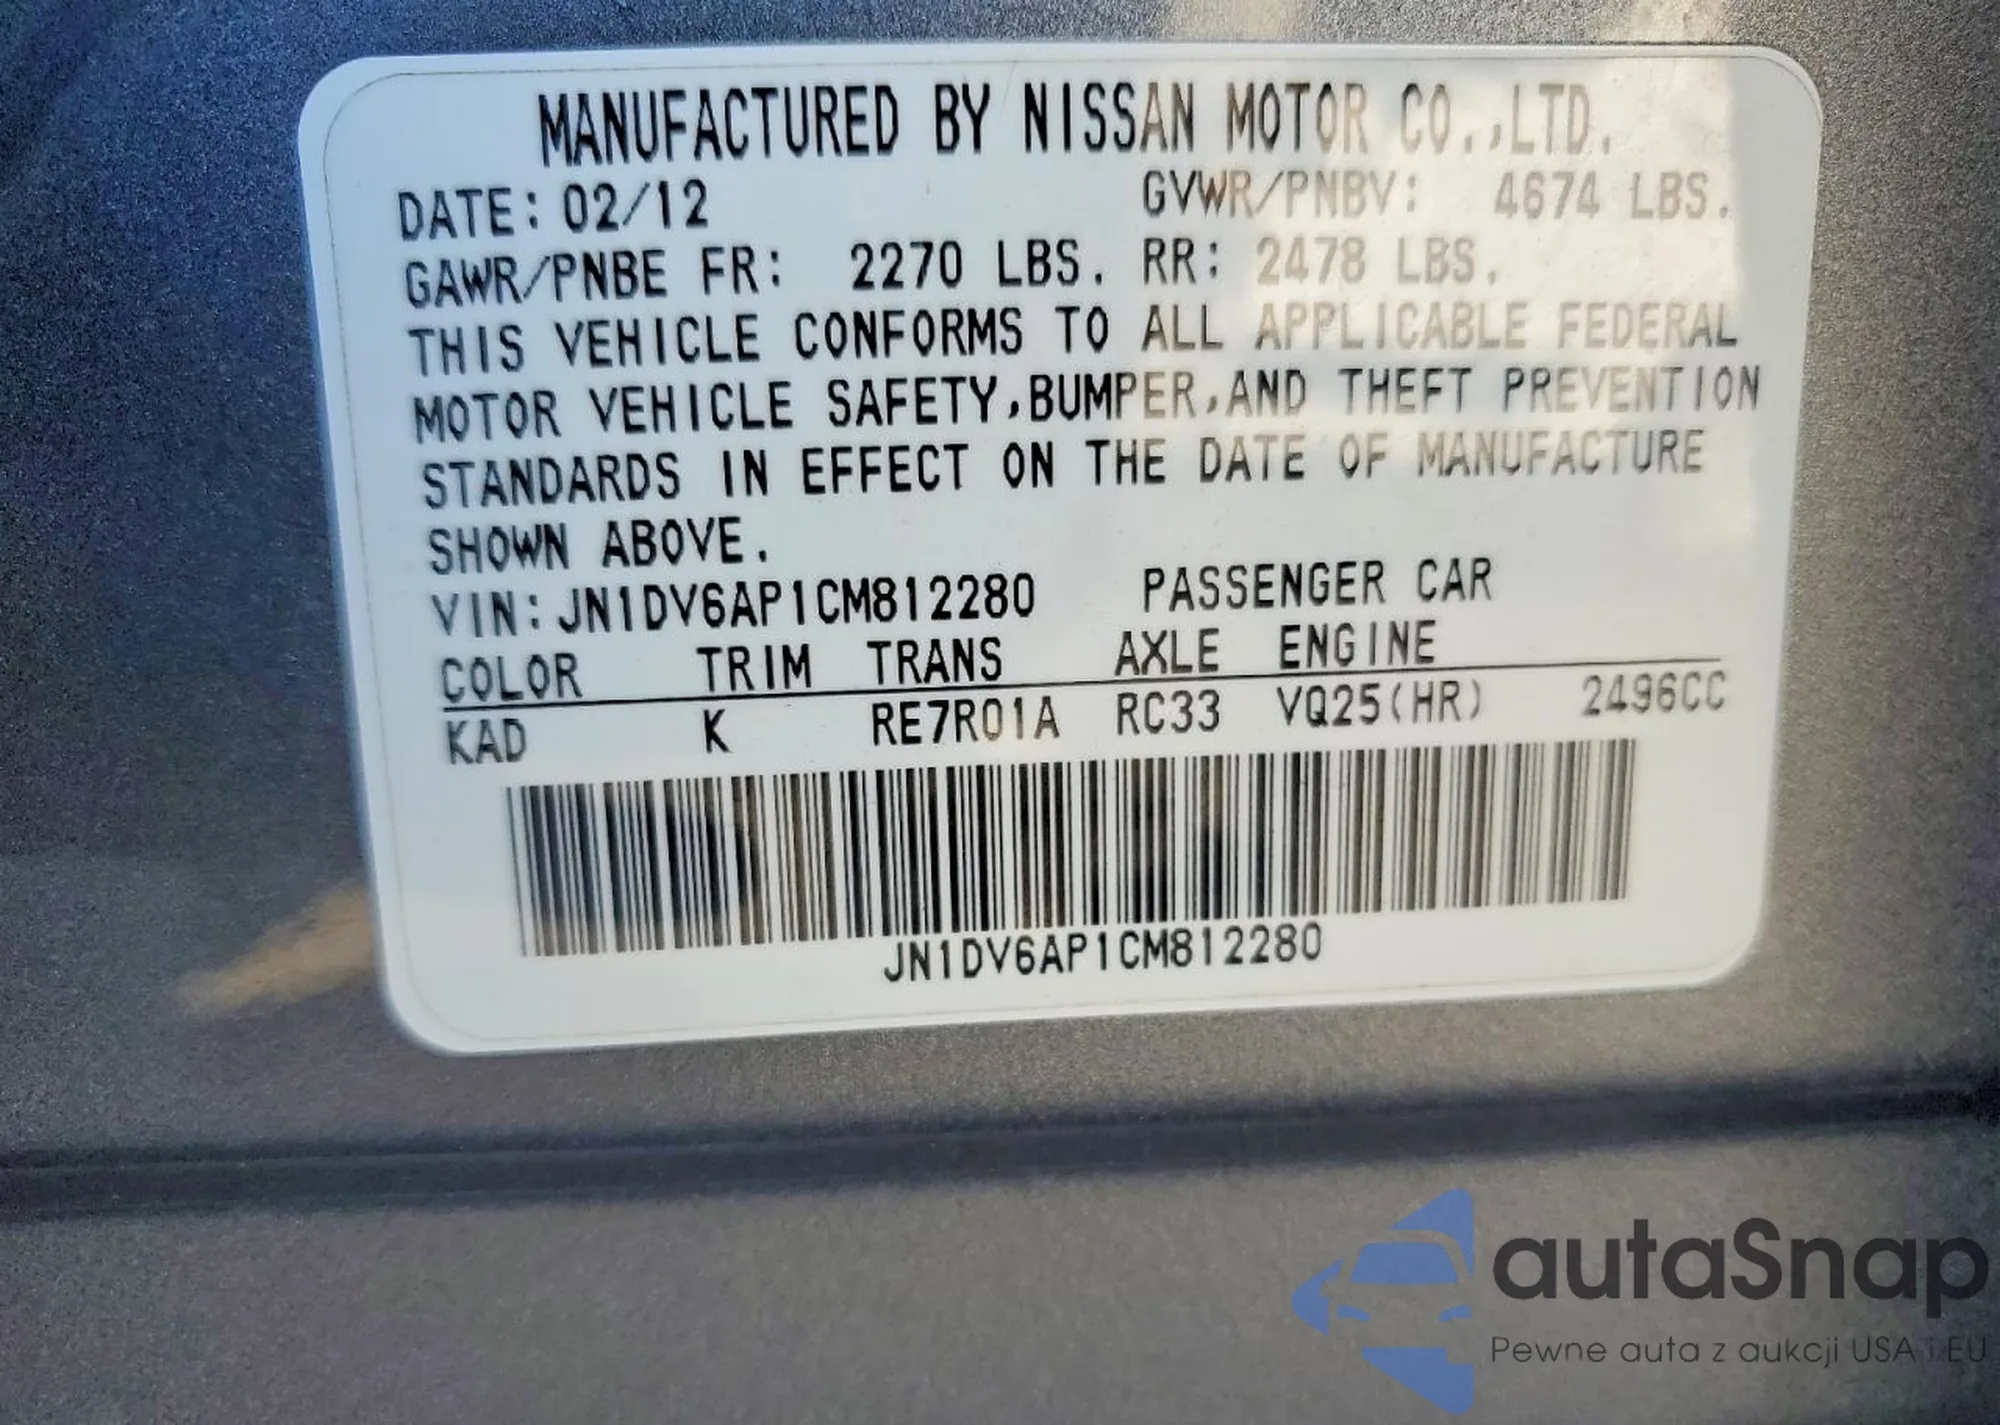 MANUFACTURED BY NISSAN MOTOR CO.,LTD.
DATE: 02/12 GVWR/PNBV: 4674 LBS.
GAWR/PNBE FR: 2270 LBS. RR: 2478 LBS.
THIS VEHICLE CONFORMS TO ALL APPLICABLE FEDERAL
MOTOR VEHICLE SAFETY,BUMPER,AND THEFT PREVENTION
STANDARDS IN EFFECT ON THE DATE OF MANUFACTURE
SHOWN ABOVE.
VIN:JN1DV6AP1CM812280 PASSENGER CAR
COLOR TRIM TRANS AXLE ENGINE
KAD K RE7R01A RC33 VQ25(HR) 2496CC
JN1DV6AP1CM812280
autaSnap
Pewne auta z aukcji USA i EU